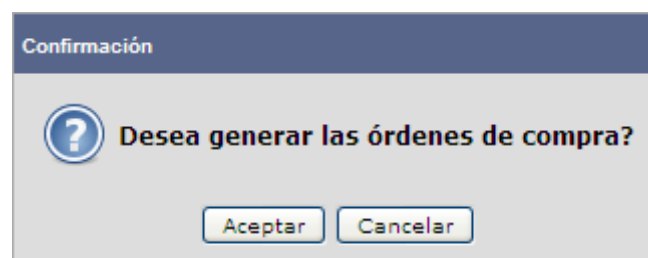 Confirmación
Desea generar las órdenes de compra?
Aceptar Cancelar